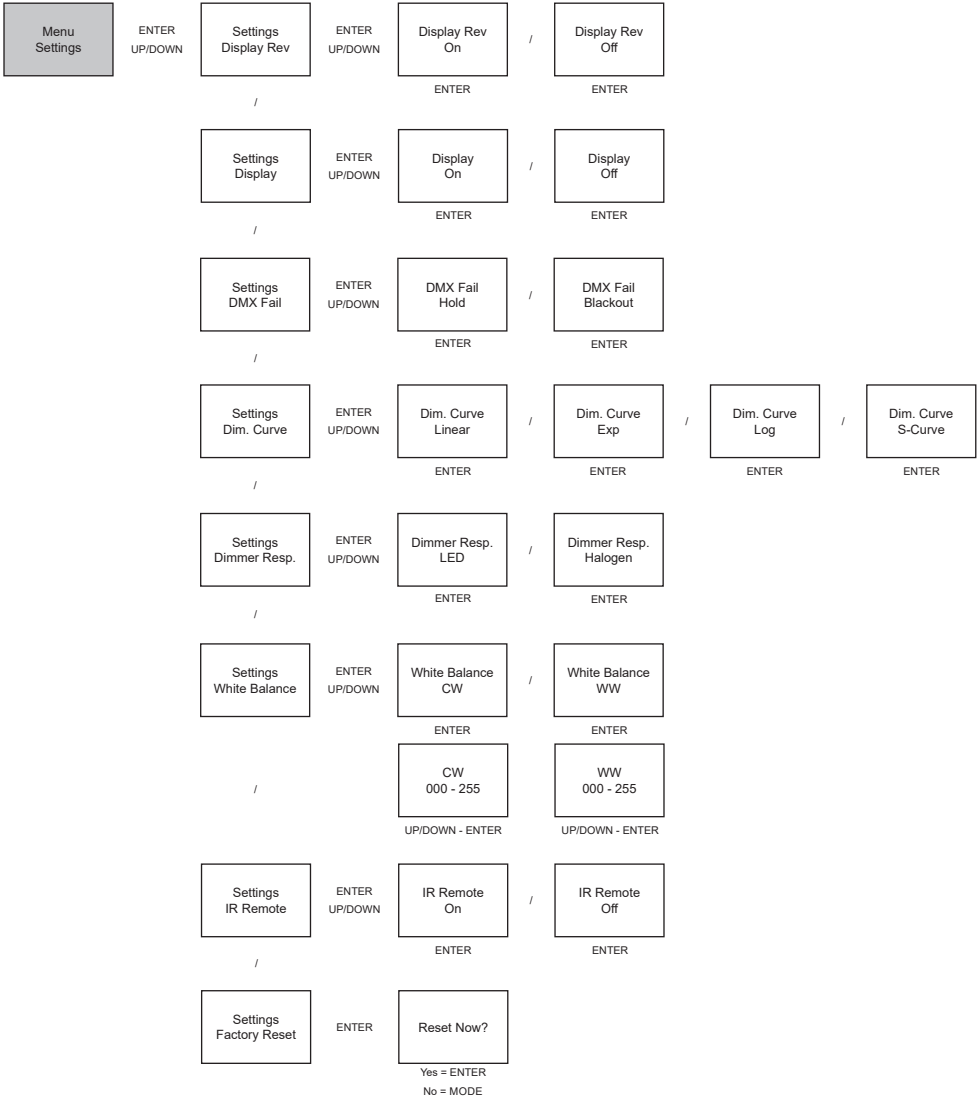 Menu
Settings
ENTER
UP/DOWN
Settings
Display Rev
ENTER
UP/DOWN
Display Rev
On
/
Display Rev
Off
ENTER
ENTER
/
Settings
Display
ENTER
UP/DOWN
Display
On
/
Display
Off
ENTER
ENTER
/
Settings
DMX Fail
ENTER
UP/DOWN
DMX Fail
Hold
/
DMX Fail
Blackout
ENTER
ENTER
/
Settings
Dim. Curve
ENTER
UP/DOWN
Dim. Curve
Linear
/
Dim. Curve
Exp
/
Dim. Curve
Log
/
Dim. Curve
S-Curve
ENTER
ENTER
ENTER
ENTER
/
Settings
Dimmer Resp.
ENTER
UP/DOWN
Dimmer Resp.
LED
/
Dimmer Resp.
Halogen
ENTER
ENTER
/
Settings
White Balance
ENTER
UP/DOWN
White Balance
CW
/
White Balance
WW
ENTER
ENTER
/
CW
000 - 255
WW
000 - 255
UP/DOWN - ENTER
UP/DOWN - ENTER
Settings
IR Remote
ENTER
UP/DOWN
IR Remote
On
/
IR Remote
Off
ENTER
ENTER
/
Settings
Factory Reset
ENTER
Reset Now?
Yes = ENTER
No = MODE